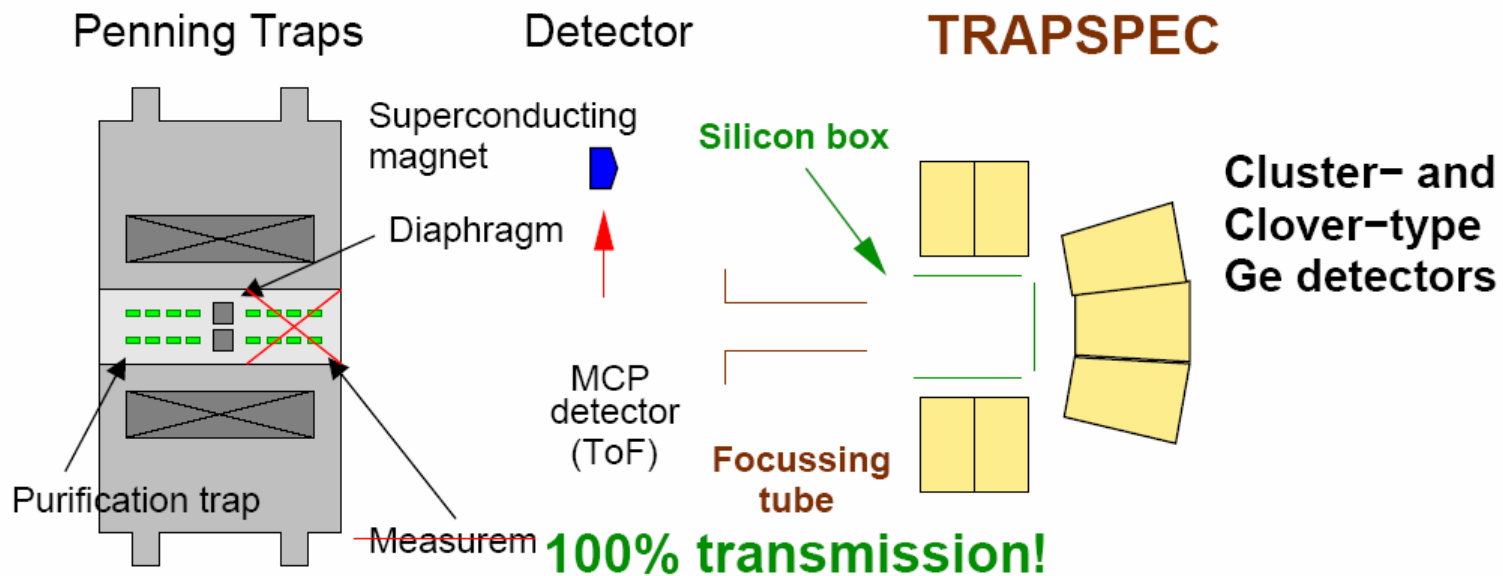 Penning Traps
Detector
TRAPSPEC
Superconducting
magnet
Silicon box
Cluster− and
Clover−type
Ge detectors
Diaphragm
MCP
detector
(ToF)
Focussing
tube
Purification trap
Measurem
100% transmission!